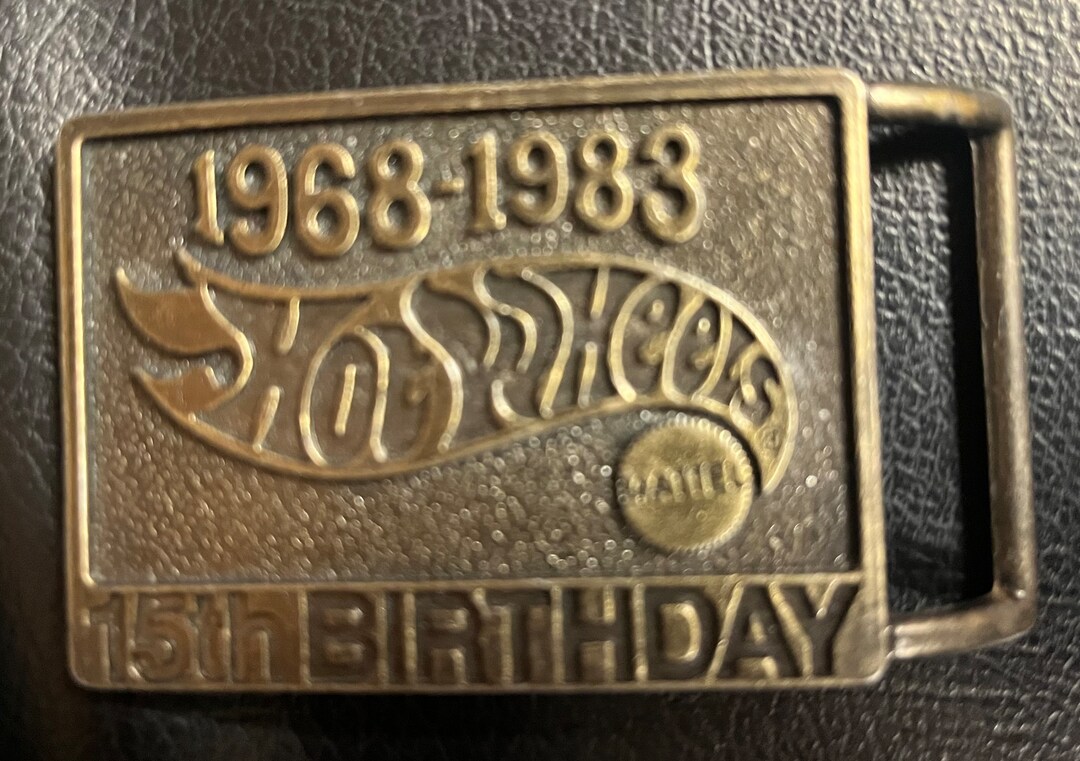 1968-1983
HOT WHEELS
MATTEL
15th BIRTHDAY